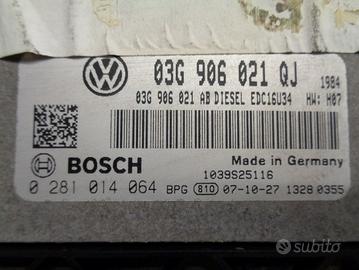 03G 906 021 QJ 1984
03G 906 021 AB DIESEL EDC16U34 HW: H07
BOSCH
Made in Germany
1039S25116
0 281 014 064 BPG 810 07-10-27 1328 0355
subito